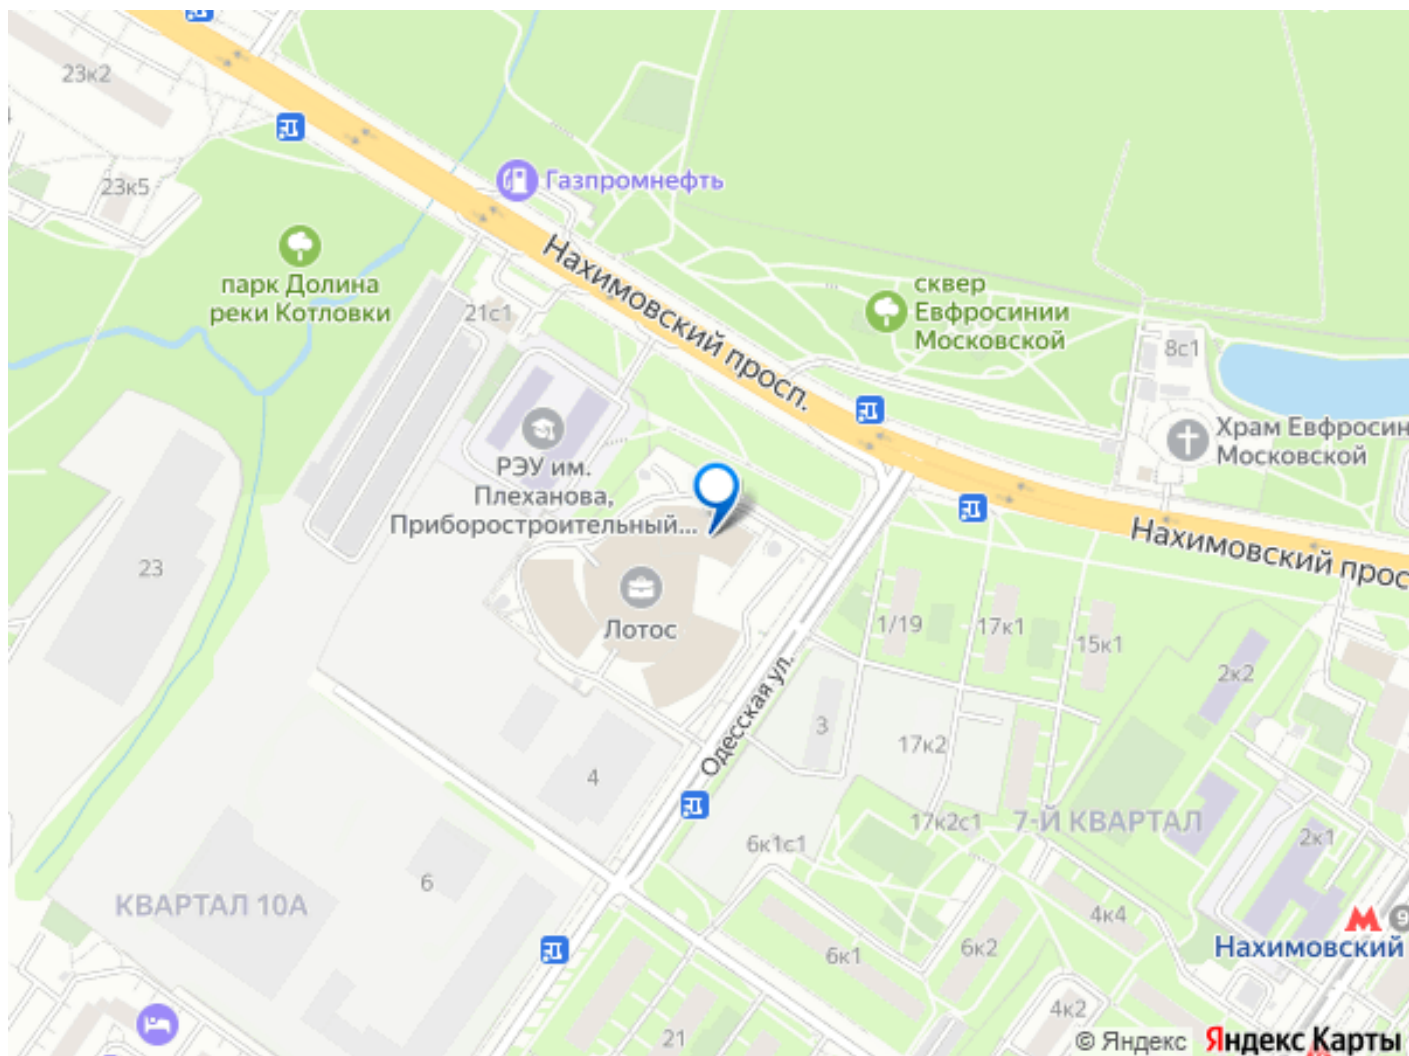 23к2
23к5
Газпромнефть
парк Долина
реки Котловки
21с1
Нахимовский просп.
сквер
Евфросинии
Московской
8с1
Храм Евфросин
Московской
РЭУ им.
Плеханова,
Приборостроительный...
Нахимовский прос
23
Лотос
1/19
17к1
15к1
2к2
Одесская ул.
3
17к2
4
17к2с1
7-Й КВАРТАЛ
6к1с1
2к1
6
КВАРТАЛ 10А
4к4
9
Нахимовский
6к1
6к2
4к2
21
© Яндекс Яндекс Карты